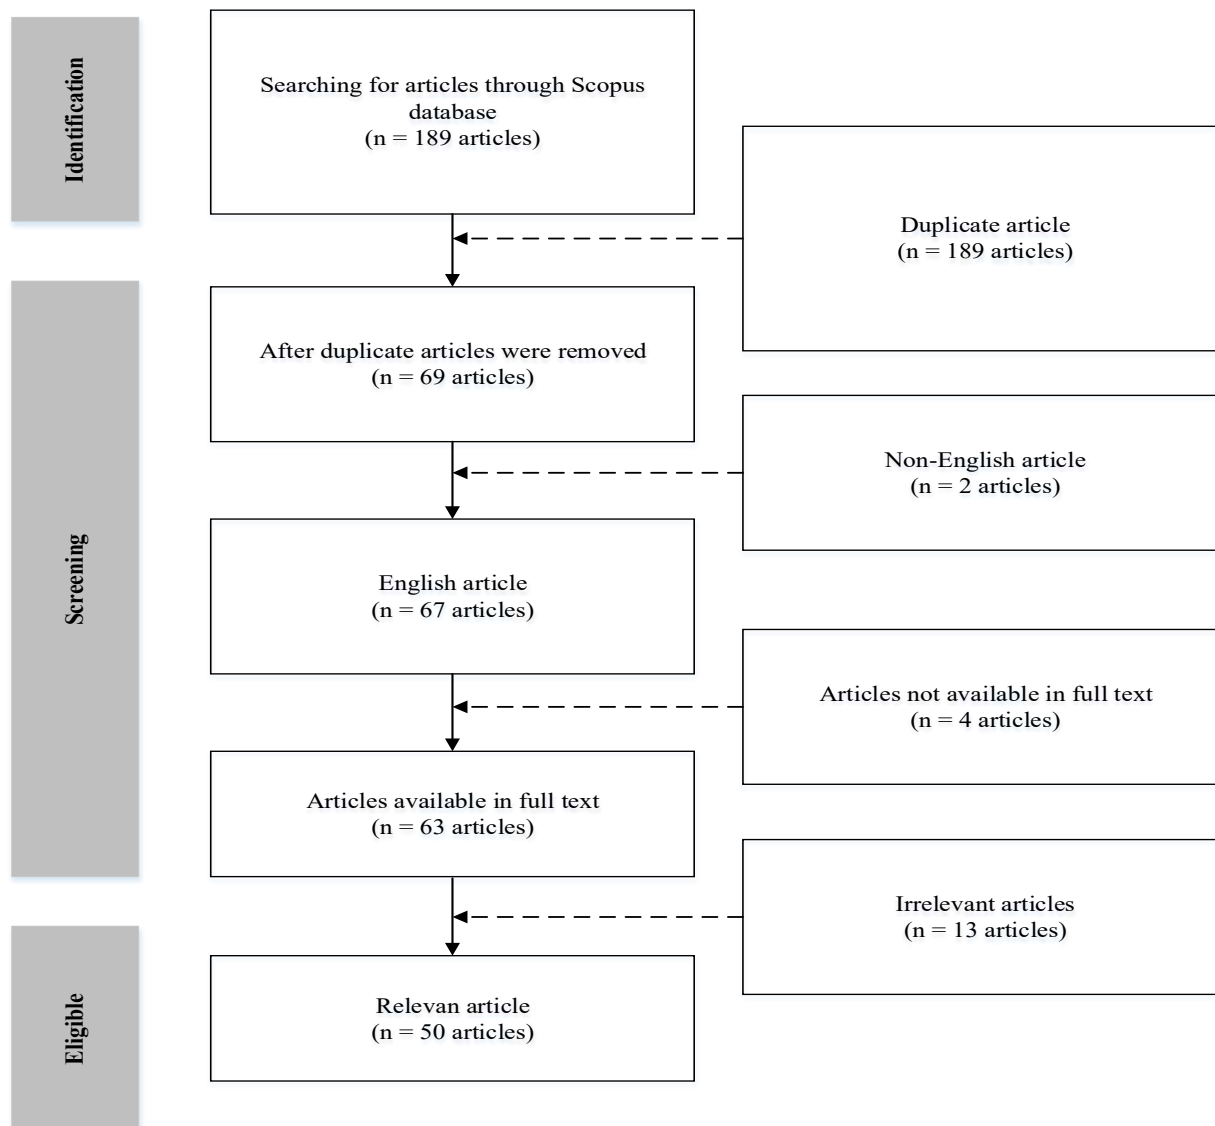 Identification
Searching for articles through Scopus
database
(n = 189 articles)
Duplicate article
(n = 189 articles)
Screening
After duplicate articles were removed
(n = 69 articles)
Non-English article
(n = 2 articles)
English article
(n = 67 articles)
Articles not available in full text
(n = 4 articles)
Articles available in full text
(n = 63 articles)
Irrelevant articles
(n = 13 articles)
Eligible
Relevan article
(n = 50 articles)